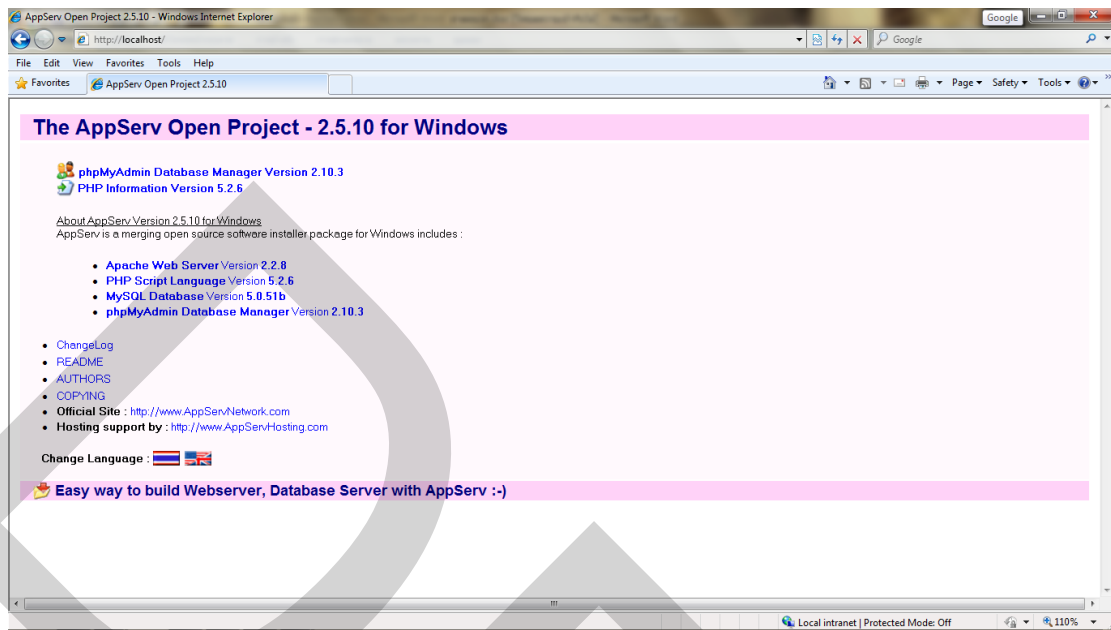 AppServ Open Project 2.5.10 - Windows Internet Explorer
Google
http://localhost/
Google
File Edit View Favorites Tools Help
Favorites AppServ Open Project 2.5.10 Page Safety Tools
The AppServ Open Project - 2.5.10 for Windows
phpMyAdmin Database Manager Version 2.10.3
PHP Information Version 5.2.6
About AppServ Version 2.5.10 for Windows
AppServ is a merging open source software installer package for Windows includes :
Apache Web Server Version 2.2.8
PHP Script Language Version 5.2.6
MySQL Database Version 5.0.51b
phpMyAdmin Database Manager Version 2.10.3
ChangeLog
README
AUTHORS
COPYING
Official Site : http://www.AppServNetwork.com
Hosting support by : http://www.AppServHosting.com
Change Language :
Easy way to build Webserver, Database Server with AppServ :-)
Local intranet | Protected Mode: Off 110%